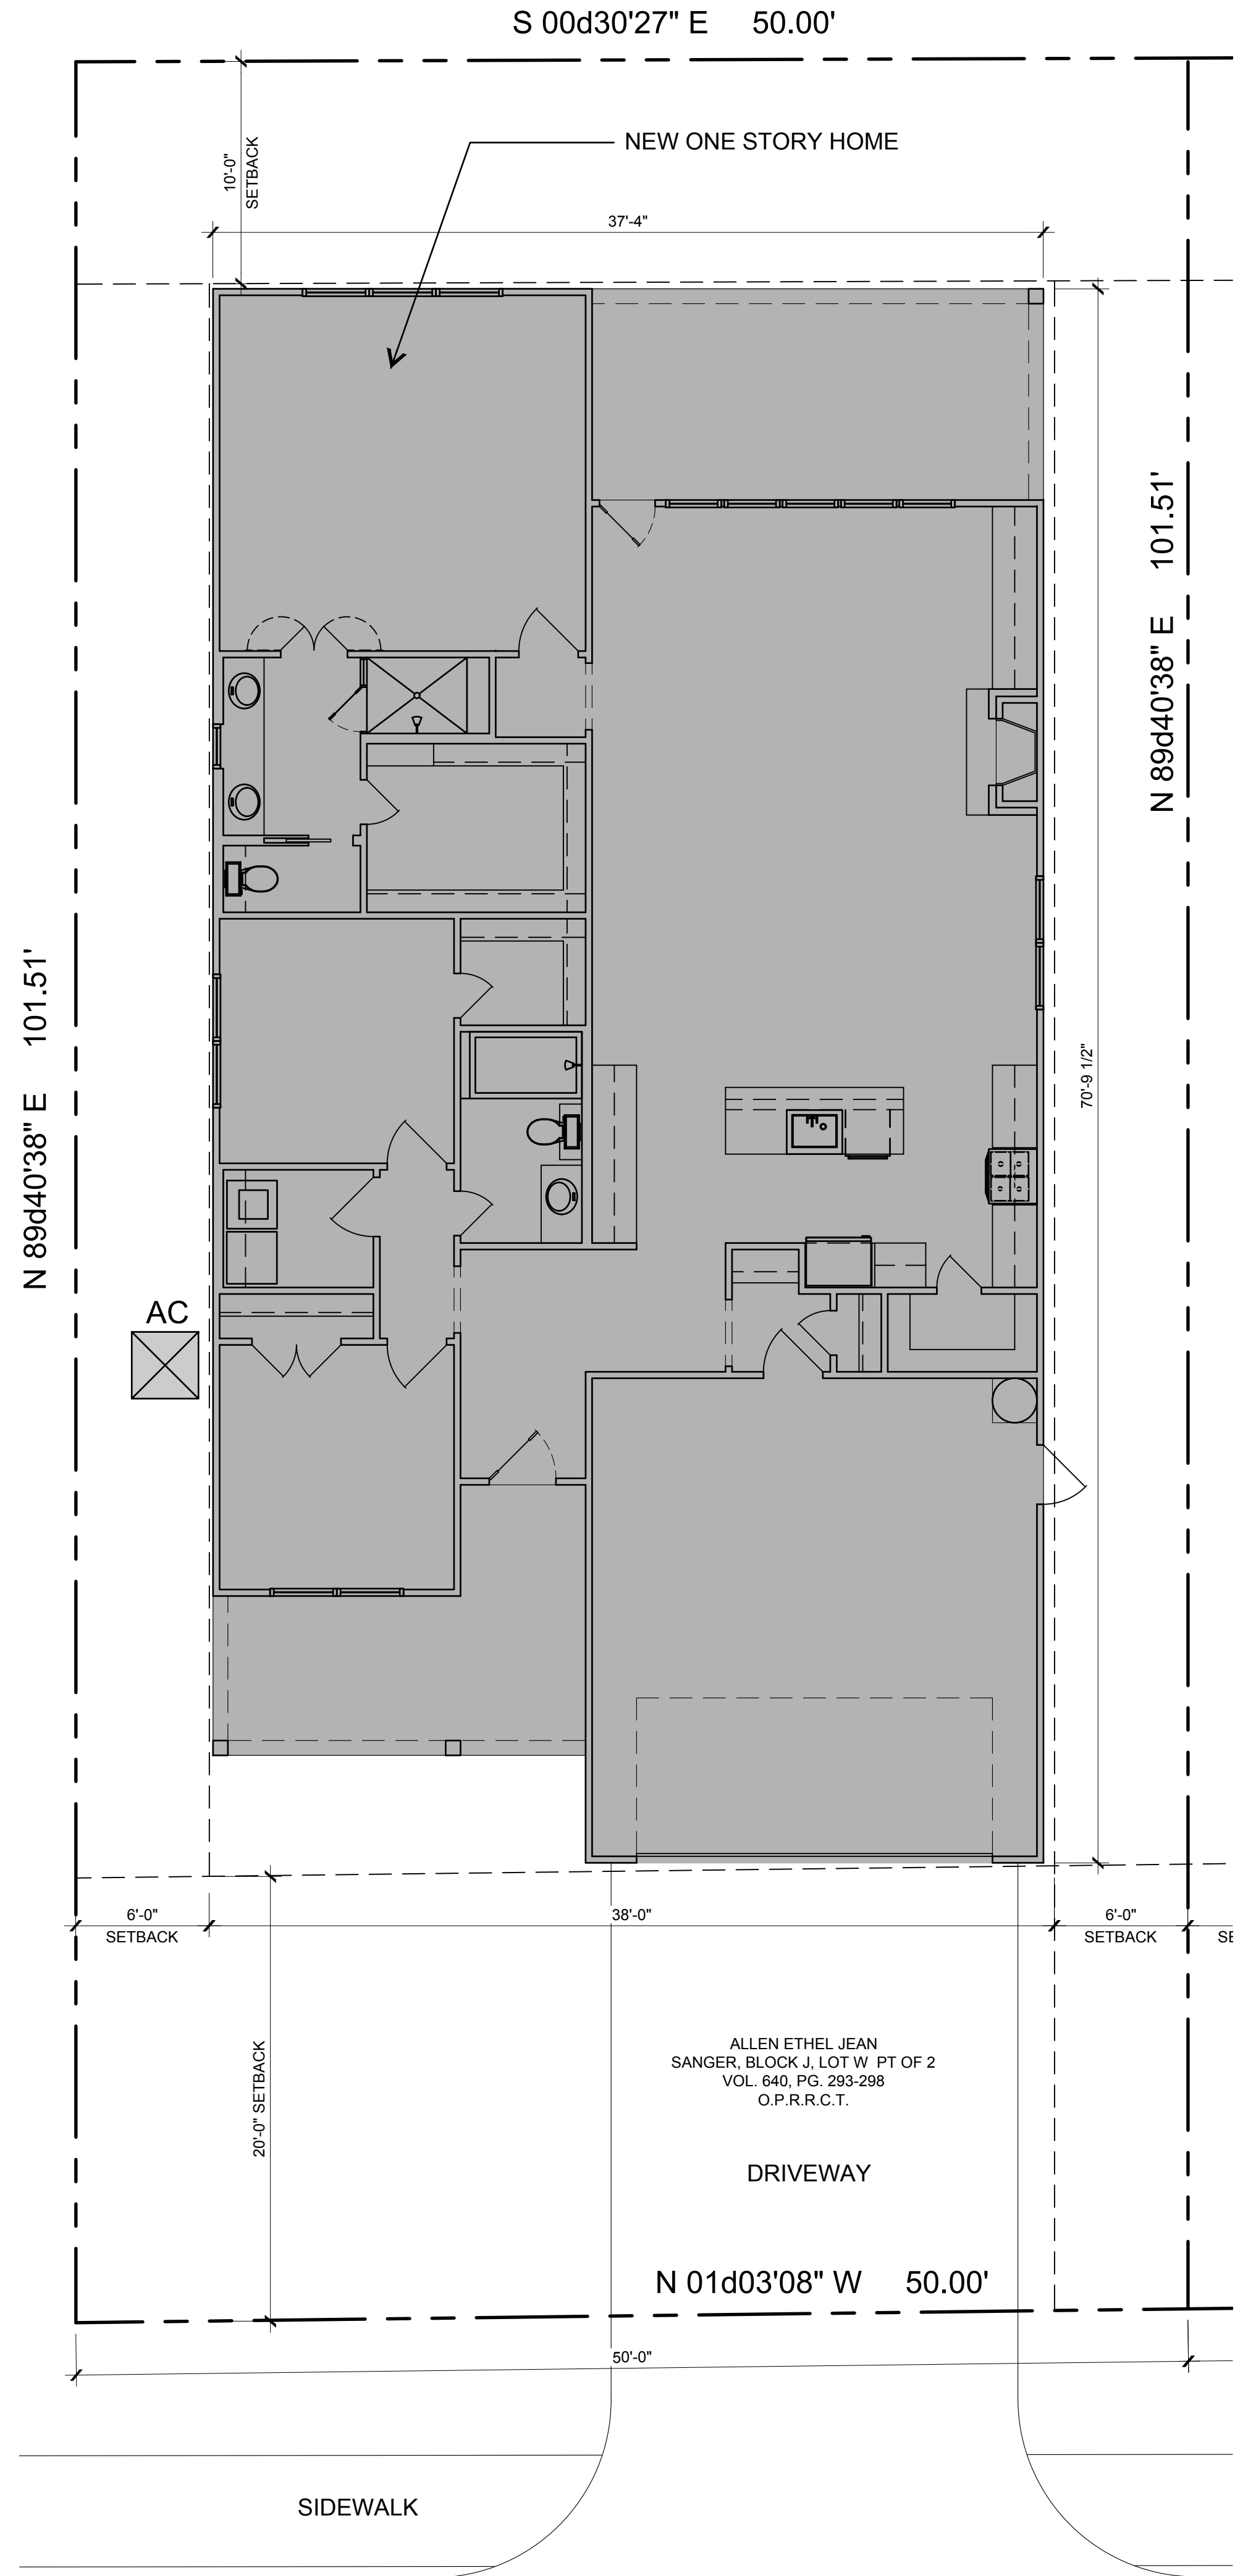 S 00d30'27" E 50.00'
NEW ONE STORY HOME
10'-0"
SETBACK
37'-4"
N 89d40'38" E 101.51'
N 89d40'38" E 101.51'
70'-9 1/2"
AC
6'-0"
SETBACK
38'-0"
6'-0"
SETBACK
SE
20'-0" SETBACK
ALLEN ETHEL JEAN
SANGER, BLOCK J, LOT W PT OF 2
VOL. 640, PG. 293-298
O.P.R.R.C.T.
DRIVEWAY
N 01d03'08" W 50.00'
50'-0"
SIDEWALK